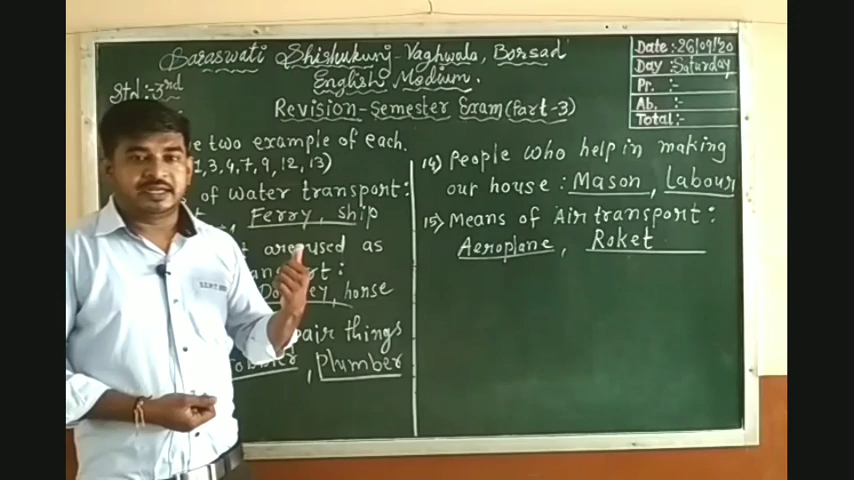 Saraswati Shishukunj - Vaghwala, Borsad
English Medium.
Std :- 3rd
Revision - Semester Exam (Part-3)
Date :- 26/09/20
Day :- Saturday
Pr. :-
Ab. :-
Total :-
e two example of each.
1, 3, 4, 7, 9, 12, 13)
of water transport :
, Ferry, ship
used as
horse
pair things
, Plumber
14) People who help in making
our house : Mason, Labour
15) Means of Air transport :
Aeroplane, Roket